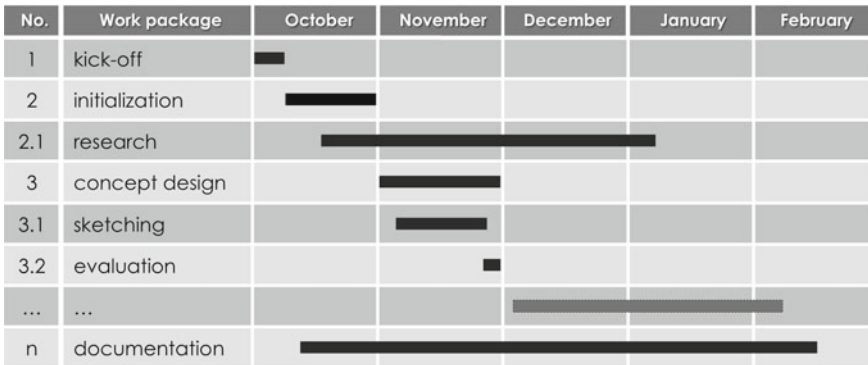 No. Work package October November December January February
1 kick-off
2 initialization
2.1 research
3 concept design
3.1 sketching
3.2 evaluation
... ...
n documentation